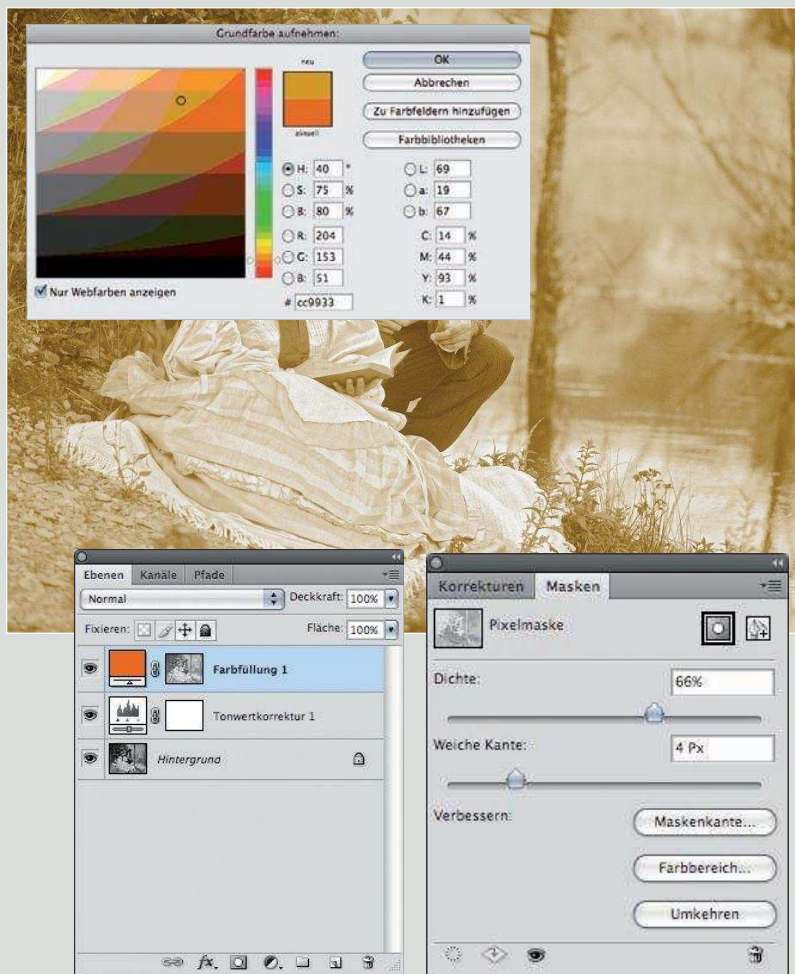 Grundfarbe aufnehmen:
neu
aktuell
OK
Abbrechen
Zu Farbfeldern hinzufügen
Farbbibliotheken
H: 40 °
S: 75 %
B: 80 %
R: 204
G: 153
B: 51
# cc9933
L: 69
a: 19
b: 67
C: 14 %
M: 44 %
Y: 93 %
K: 1 %
Nur Webfarben anzeigen
Ebenen Kanäle Pfade
Normal Deckkraft: 100%
Fixieren: Fläche: 100%
Farbfüllung 1
Tonwertkorrektur 1
Hintergrund
fx.
Korrekturen Masken
Pixelmaske
Dichte: 66%
Weiche Kante: 4 Px
Verbessern: Maskenkante...
Farbbereich...
Umkehren